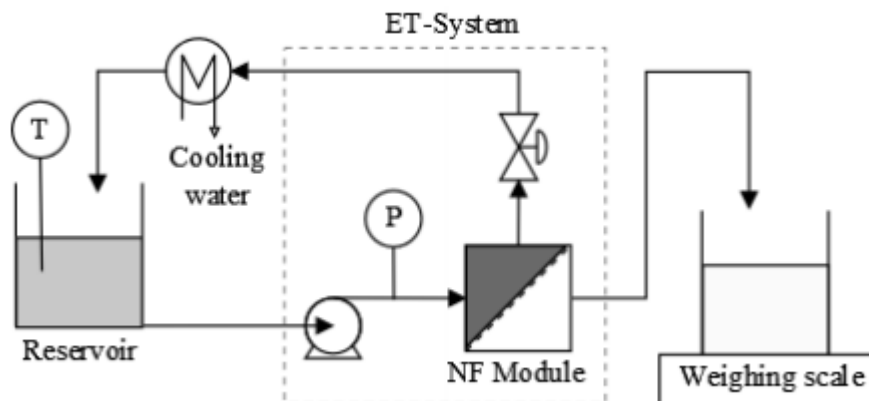 ET-System
T
Cooling
water
P
Reservoir
NF Module
Weighing scale